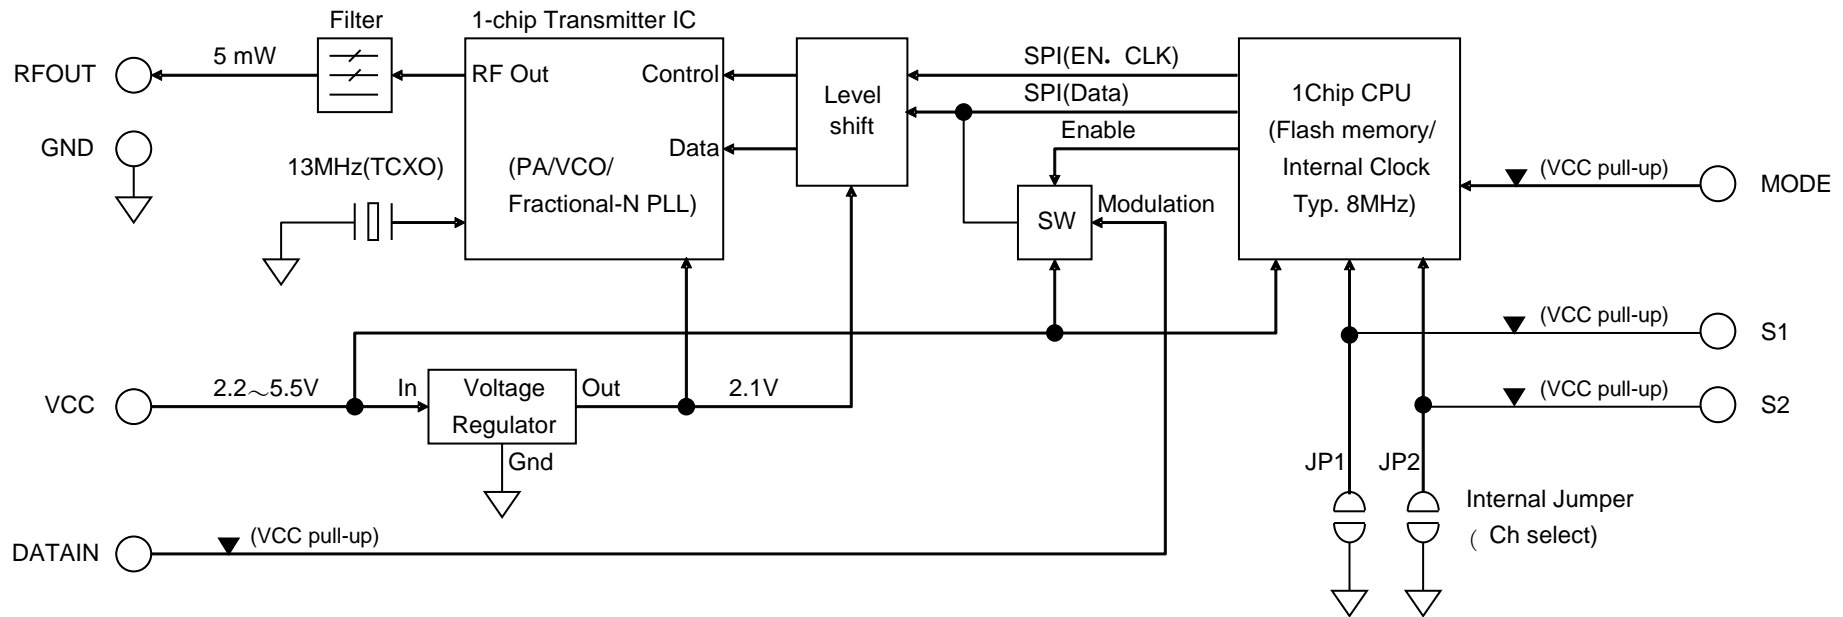 Filter
1-chip Transmitter IC
RFOUT
5 mW
RF Out
Control
Level
shift
SPI(EN. CLK)
SPI(Data)
Enable
1Chip CPU
(Flash memory/
Internal Clock
Typ. 8MHz)
GND
13MHz(TCXO)
(PA/VCO/
Fractional-N PLL)
Data
SW
Modulation
(VCC pull-up)
MODE
(VCC pull-up)
S1
VCC
2.2～5.5V
In
Voltage
Regulator
Out
2.1V
Gnd
(VCC pull-up)
S2
JP1
JP2
Internal Jumper
( Ch select)
DATAIN
(VCC pull-up)